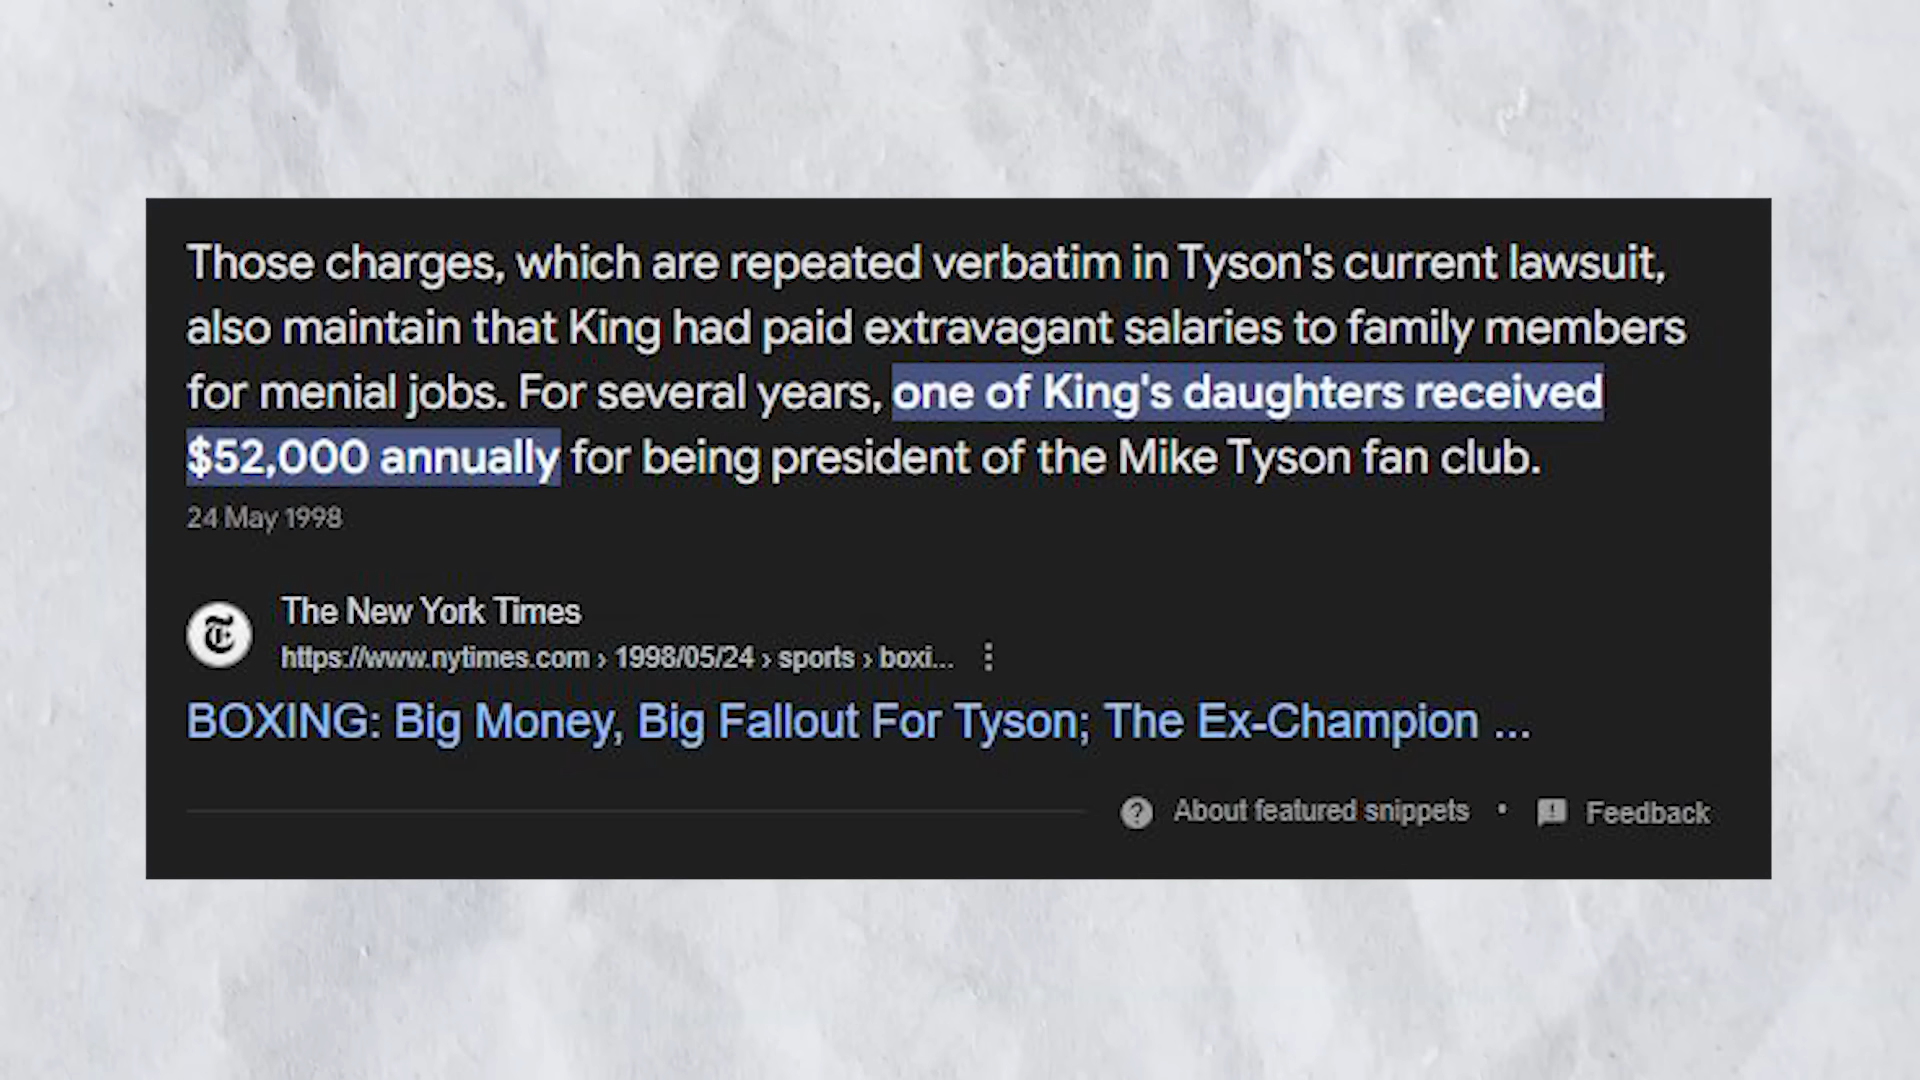 Those charges, which are repeated verbatim in Tyson's current lawsuit,
also maintain that King had paid extravagant salaries to family members
for menial jobs. For several years, one of King's daughters received
$52,000 annually for being president of the Mike Tyson fan club.
24 May 1998
The New York Times
https://www.nytimes.com › 1998/05/24 › sports › boxi...
BOXING: Big Money, Big Fallout For Tyson; The Ex-Champion ...
About featured snippets • Feedback